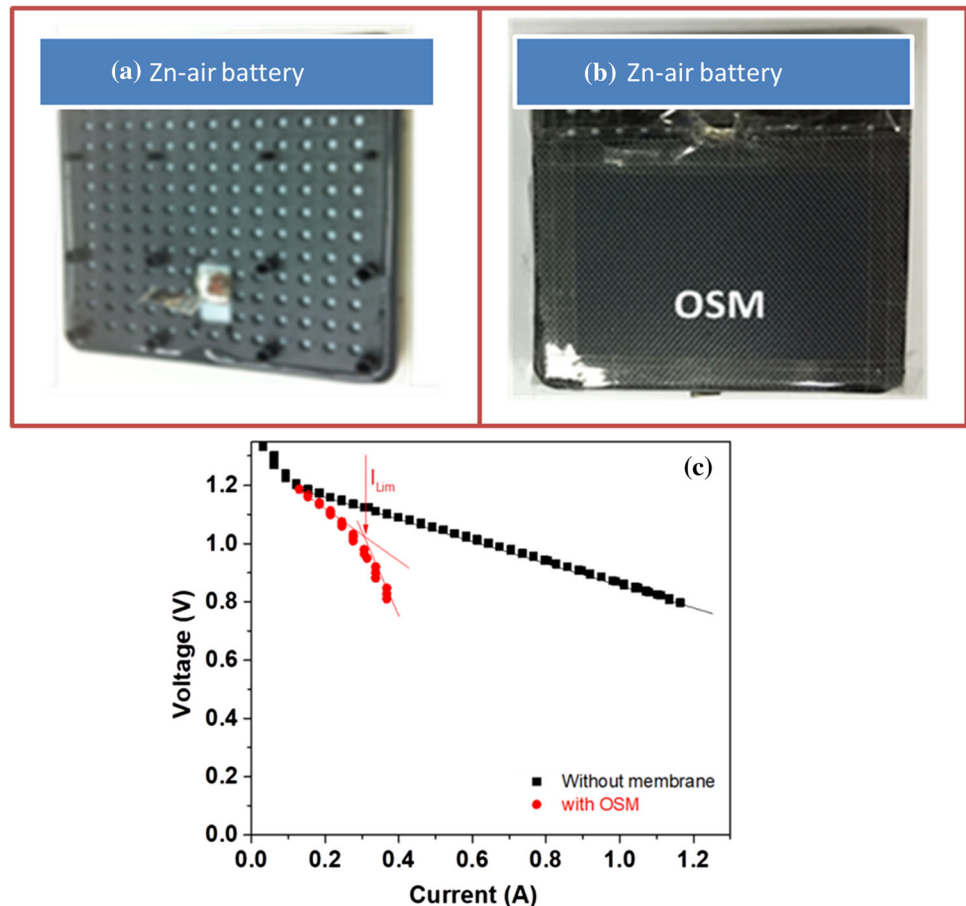 (a) Zn-air battery
(b) Zn-air battery
OSM
(c)
I_Lim
Voltage (V)
1.2
1.0
0.8
0.6
0.4
0.2
0.0
Without membrane
with OSM
0.0 0.2 0.4 0.6 0.8 1.0 1.2
Current (A)